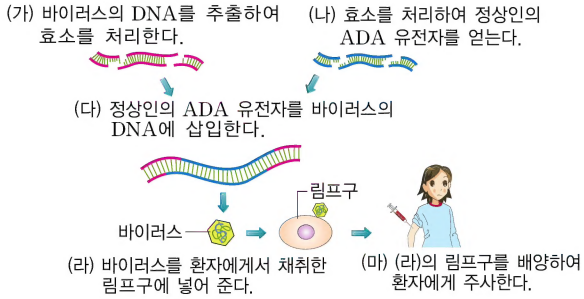 (가) 바이러스의 DNA를 추출하여
효소를 처리한다.
(나) 효소를 처리하여 정상인의
ADA 유전자를 얻는다.
(다) 정상인의 ADA 유전자를 바이러스의
DNA에 삽입한다.
림프구
바이러스
(라) 바이러스를 환자에게서 채취한
림프구에 넣어 준다.
(마) (라)의 림프구를 배양하여
환자에게 주사한다.